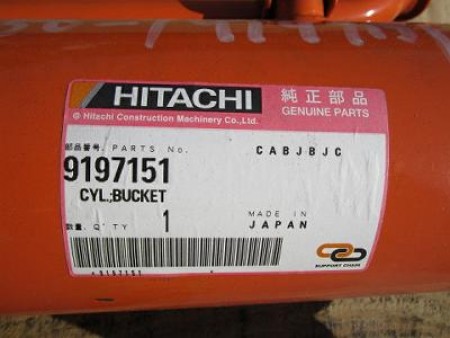 HITACHI 純正部品
GENUINE PARTS
© Hitachi Construction Machinery Co.,Ltd.
部品番号. PARTS No. CABJBJC
9197151
CYL.;BUCKET
数量. Q'TY 1 MADE IN
JAPAN
*9197151 *
SUPPORT CHAIN